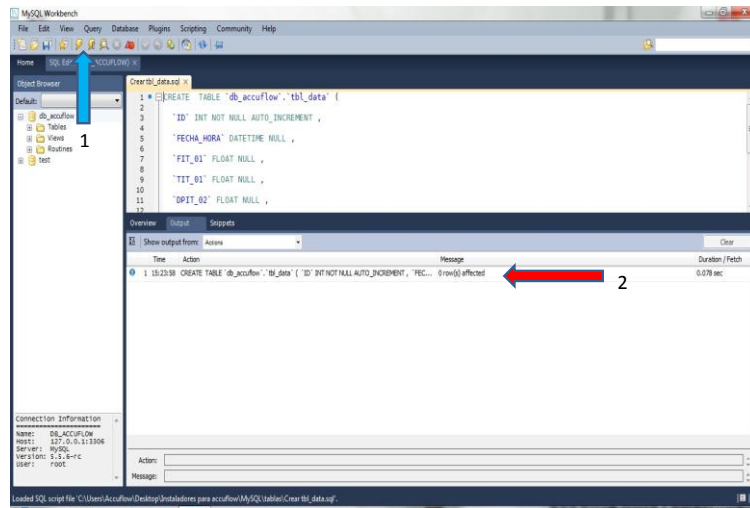 MySQL Workbench
File Edit View Query Database Plugins Scripting Community Help
Home SQL Ed CCUFLOW) ×
Object Browser
Crear tbl_data.sql ×
Default:
db_accuflow
Tables
Views
Routines
test
1
1 CREATE TABLE `db_accuflow`.`tbl_data` (
2
3 `ID` INT NOT NULL AUTO_INCREMENT ,
4
5 `FECHA_HORA` DATETIME NULL ,
6
7 `FIT_01` FLOAT NULL ,
8
9 `TIT_01` FLOAT NULL ,
10
11 `DPIT_02` FLOAT NULL ,
12
Overview Output Snippets
Show output from: Actions Clear
Time Action Message Duration / Fetch
1 15:23:58 CREATE TABLE `db_accuflow`.`tbl_data` ( `ID` INT NOT NULL AUTO_INCREMENT , `FEC... 0 row(s) affected 0.078 sec
2
Connection Information
Name: DB_ACCUFLOW
Host: 127.0.0.1:3306
Server: MySQL
Version: 5.5.6-rc
User: root
Action:
Message:
Loaded SQL script file 'C:\Users\Accuflow\Desktop\Instaladores para accuflow\MySQL\tablas\Crear tbl_data.sql'.